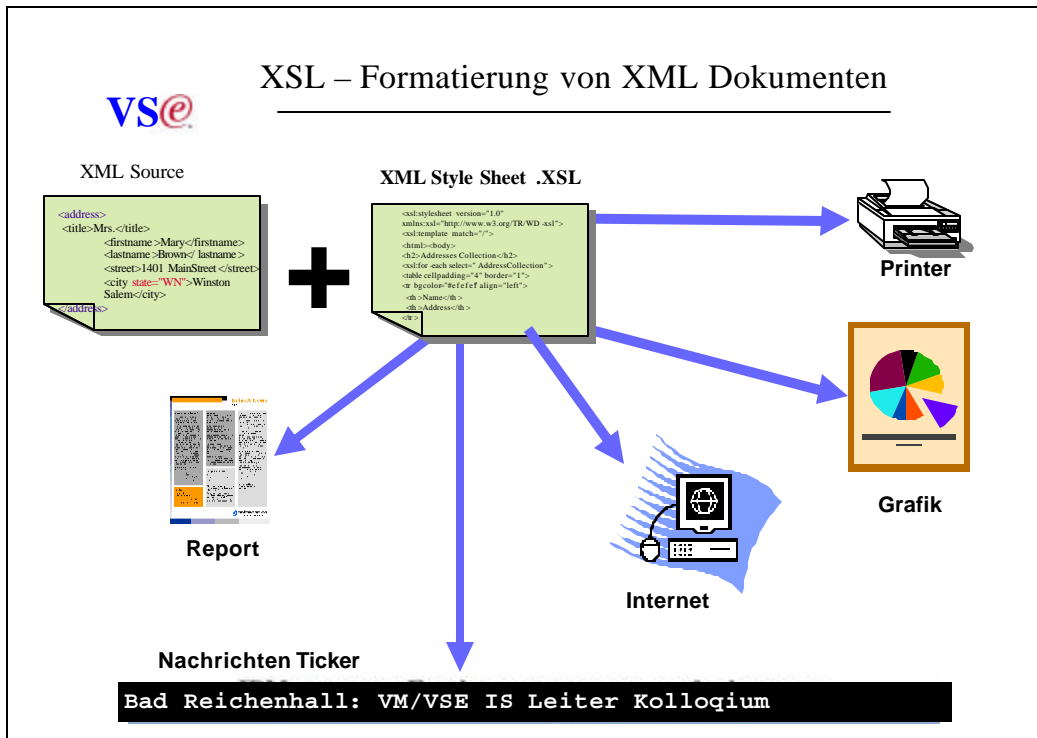 XSL – Formatierung von XML Dokumenten
VSe
XML Source
<address>
<title>Mrs.</title>
<firstname >Mary</firstname>
<lastname >Brown</ lastname >
<street>1401 MainStreet </street>
<city state="WN">Winston
Salem</city>
</address>
XML Style Sheet .XSL
<xsl:stylesheet version="1.0"
xmlns:xsl="http://www.w3.org/TR/WD -xsl">
<xsl:template match="/">
<html><body>
<h2>Addresses Collection</h2>
<xsl:for -each select=" AddressCollection">
<table cellpadding="4" border="1">
<tr bgcolor="#efefef align="left">
<th >Name</th >
<th >Address</th >
</tr >
Printer
Grafik
Report
Internet
Nachrichten Ticker
Bad Reichenhall: VM/VSE IS Leiter Kolloqium